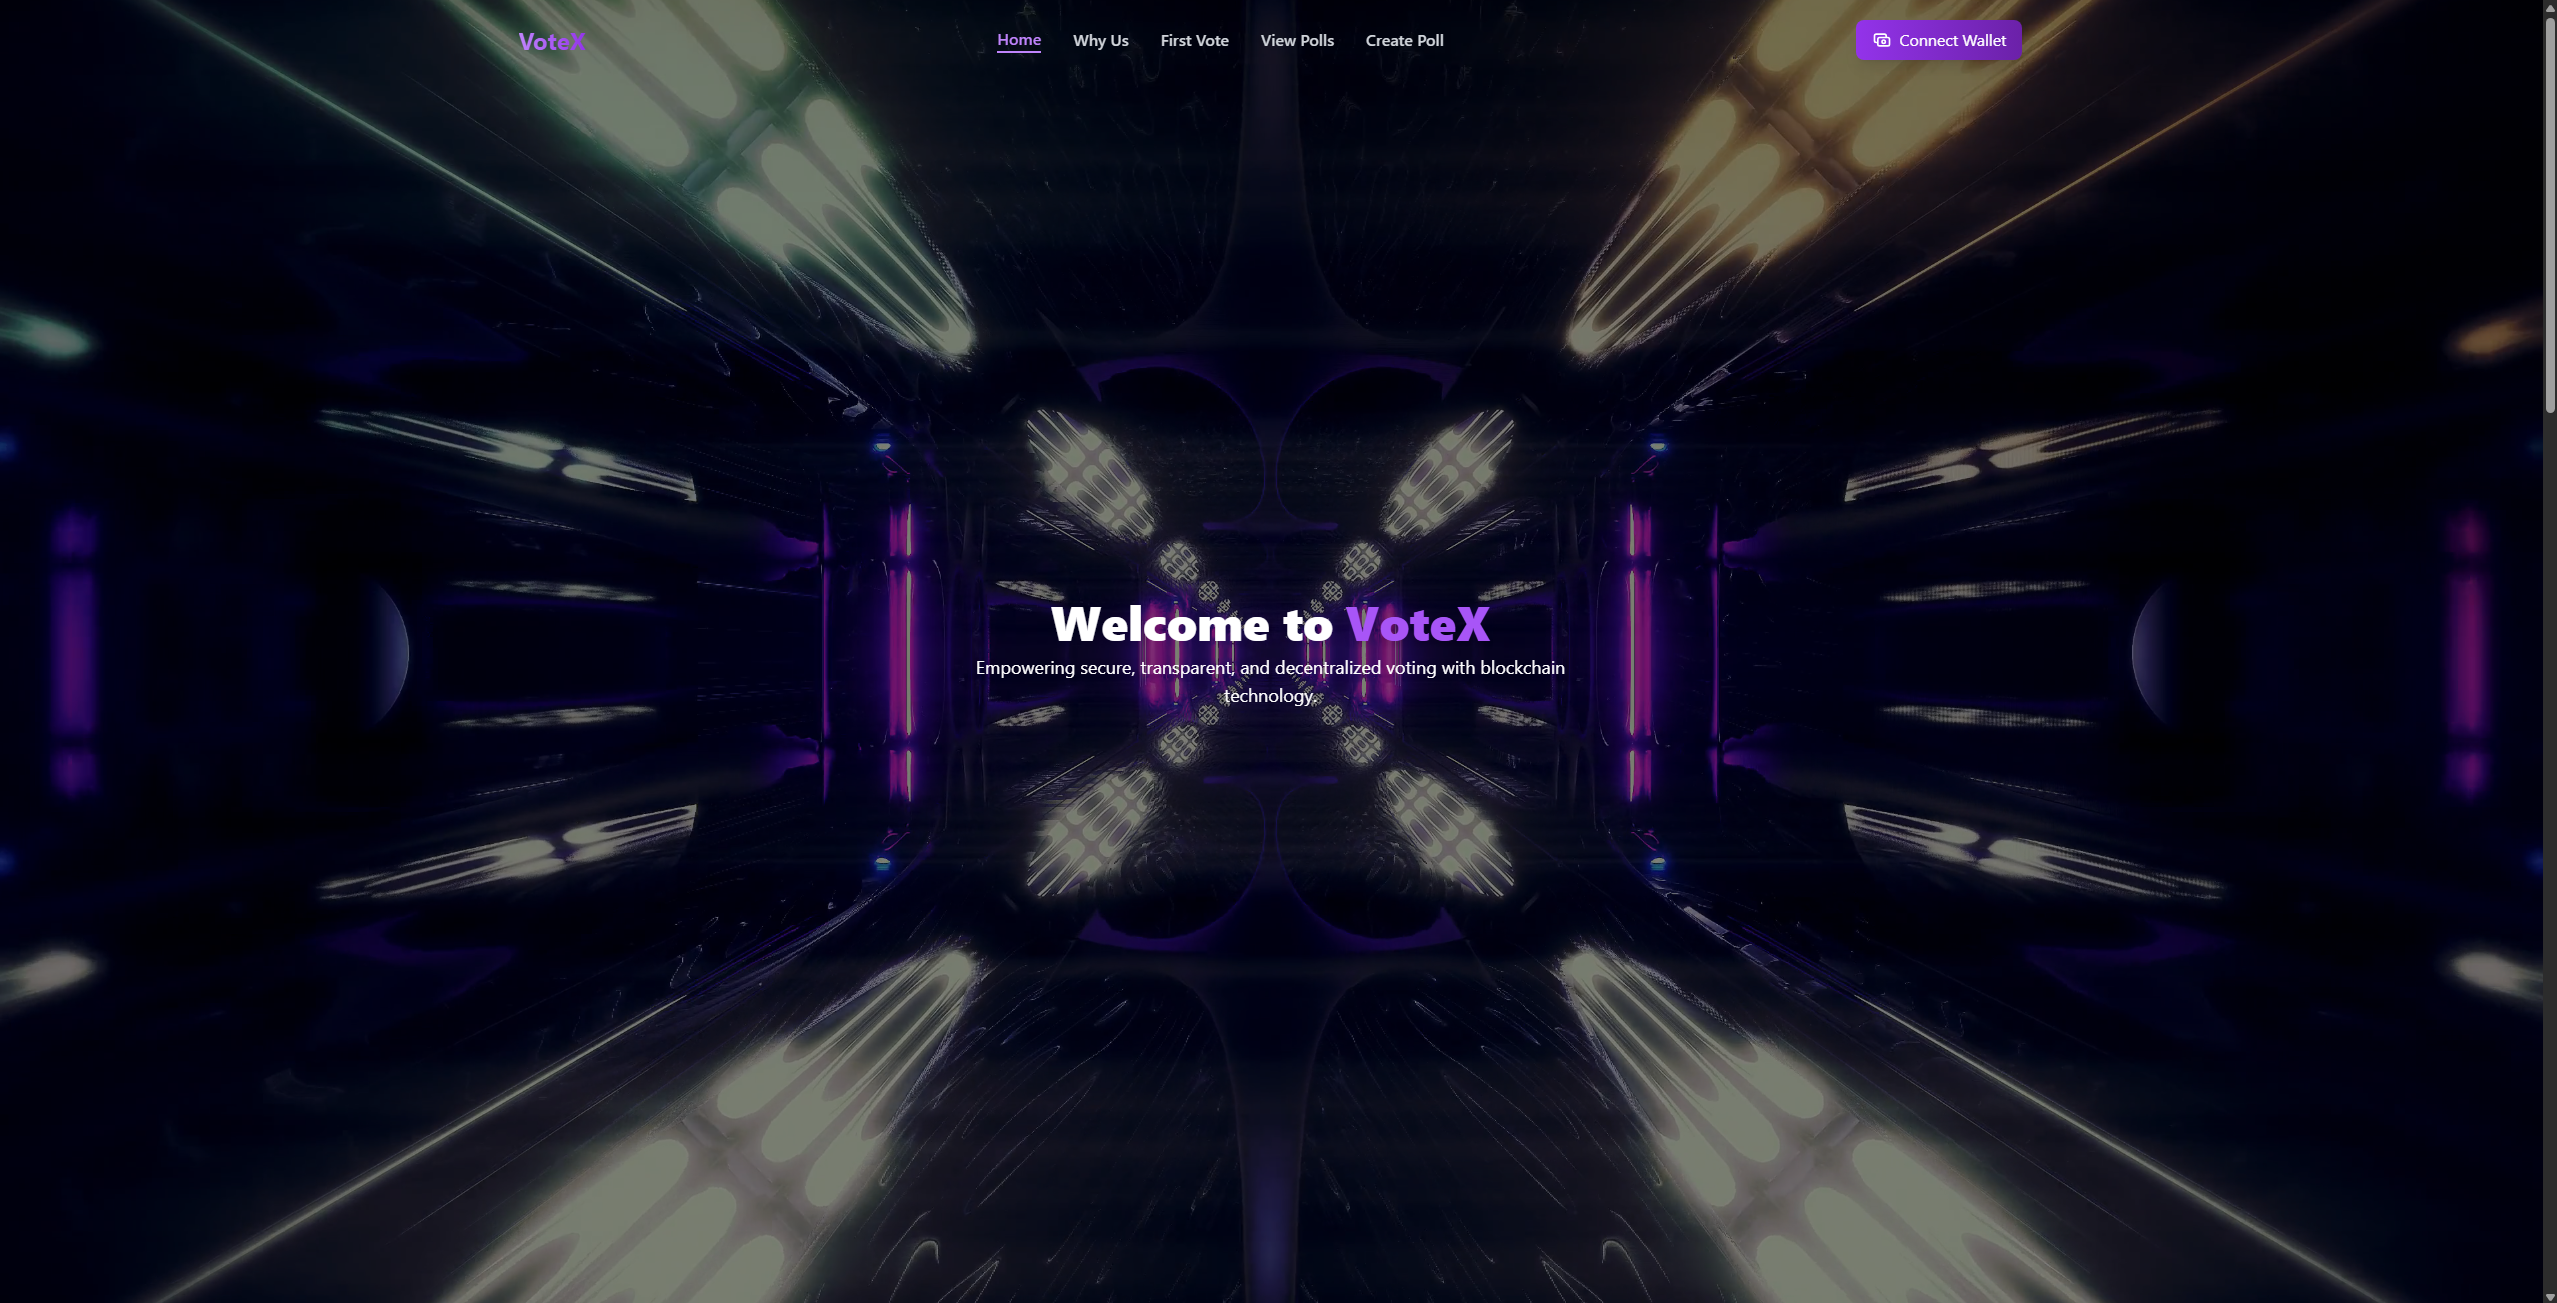 VoteX
Home
Why Us
First Vote
View Polls
Create Poll
Connect Wallet
Welcome to VoteX
Empowering secure, transparent, and decentralized voting with blockchain
technology.